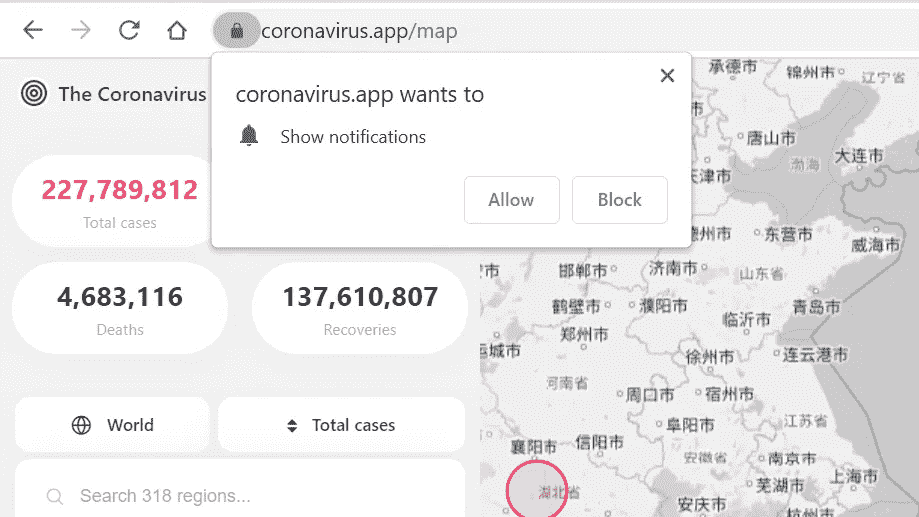 coronavirus.app/map
The Coronavirus
coronavirus.app wants to
Show notifications
Allow
Block
227,789,812
Total cases
4,683,116
Deaths
137,610,807
Recoveries
World
Total cases
Search 318 regions...
承德市
锦州市
辽宁省
唐山市
大连市
渤海
天津市
德州市
东营市
威海市
邯郸市
济南市
山东省
鹤壁市
濮阳市
青岛市
郑州市
临沂市
运城市
徐州市
连云港市
河南省
周口市
宿州市
阜阳市
江苏省
襄阳市
信阳市
安徽省
南京市
湖北省
芜湖市
上海市
安庆市
杭州市